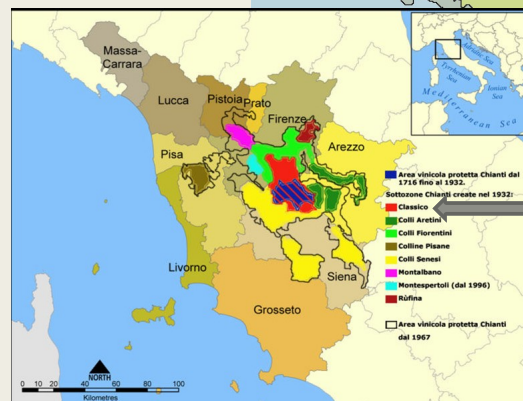 Massa-
Carrara
Lucca
Pistoia
Prato
Firenze
Pisa
Arezzo
Livorno
Siena
Grosseto
Adriatic
Sea
Tyrrhenian
Sea
Ionian
Sea
Mediterranean Sea
Area vinicola protetta Chianti dal
1716 fino al 1932.
Sottozone Chianti create nel 1932:
Classico
Colli Aretini
Colli Fiorentini
Colline Pisane
Colli Senesi
Montalbano
Montespertoli (dal 1996)
Rùfina
Area vinicola protetta Chianti
dal 1967
NORTH
0 10 20 40 60 80 100
Kilometres